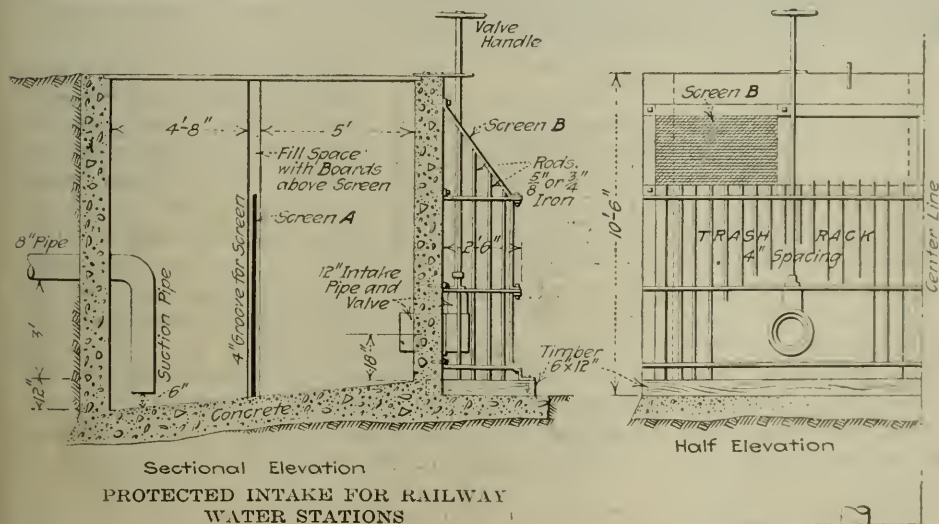 Valve
Handle
4'-8"
5'
Screen B
Fill Space
with Boards
above Screen
Rods.
5/8" or 3/4"
Iron
Screen A
8" Pipe
Suction Pipe
4" Groove for Screen
12" Intake
Pipe and
Valve
2'-6"
3'
18"
12"
6"
Concrete
Timber
6"x12"
Sectional Elevation
Screen B
10'-6"
TRASH RACK
4" Spacing
Center Line
Half Elevation
PROTECTED INTAKE FOR RAILWAY
WATER STATIONS